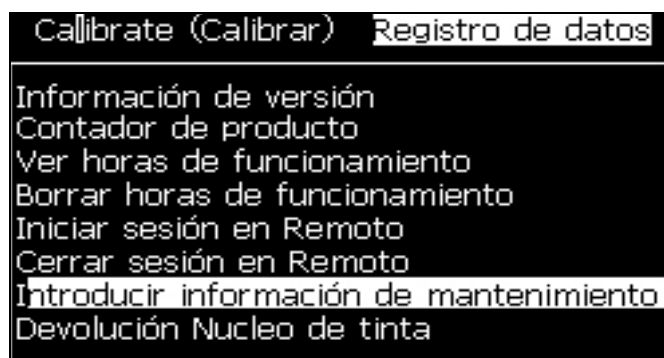 Calibrate (Calibrar) Registro de datos
Información de versión
Contador de producto
Ver horas de funcionamiento
Borrar horas de funcionamiento
Iniciar sesión en Remoto
Cerrar sesión en Remoto
Introducir información de mantenimiento
Devolución Nucleo de tinta